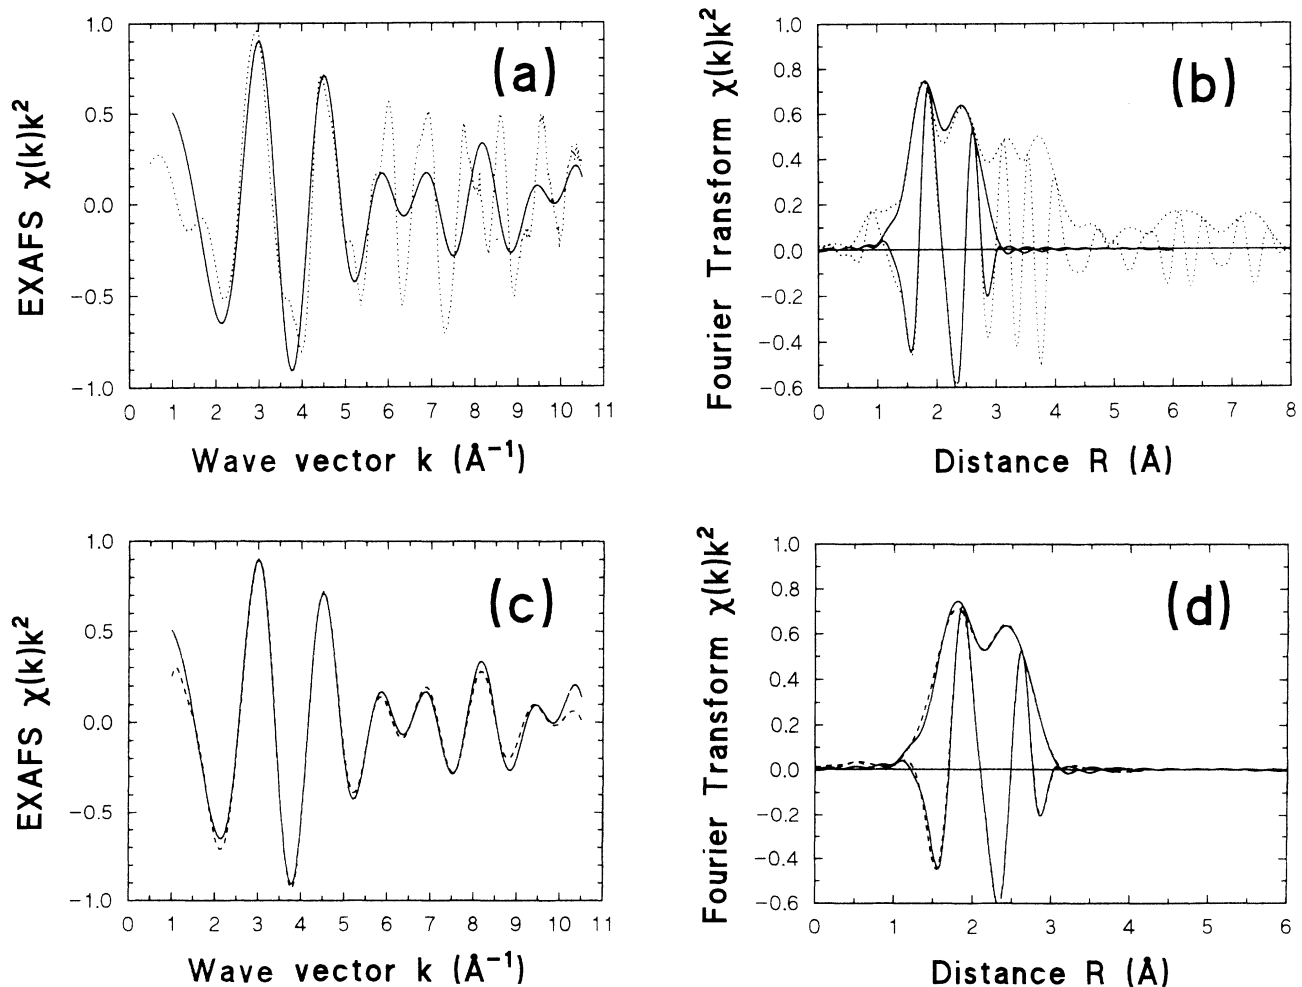 (a)
EXAFS χ(k)k²
1.0
0.5
0.0
−0.5
−1.0
0 1 2 3 4 5 6 7 8 9 10 11
Wave vector k (Å⁻¹)
(b)
Fourier Transform χ(k)k²
1.0
0.8
0.6
0.4
0.2
0.0
−0.2
−0.4
−0.6
0 1 2 3 4 5 6 7 8
Distance R (Å)
(c)
EXAFS χ(k)k²
1.0
0.5
0.0
−0.5
−1.0
0 1 2 3 4 5 6 7 8 9 10 11
Wave vector k (Å⁻¹)
(d)
Fourier Transform χ(k)k²
1.0
0.8
0.6
0.4
0.2
0.0
−0.2
−0.4
−0.6
0 1 2 3 4 5 6
Distance R (Å)